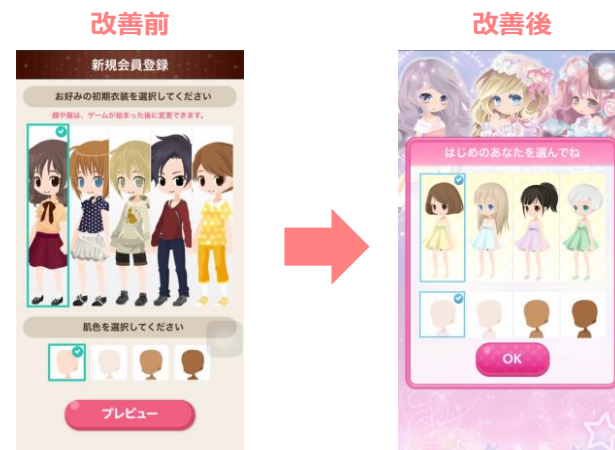 改善前
改善後
新規会員登録
お好みの初期衣装を選択してください
顔や服は、ゲームが始まった後に変更できます。
肌色を選択してください
プレビュー
はじめのあなたを選んでね
OK